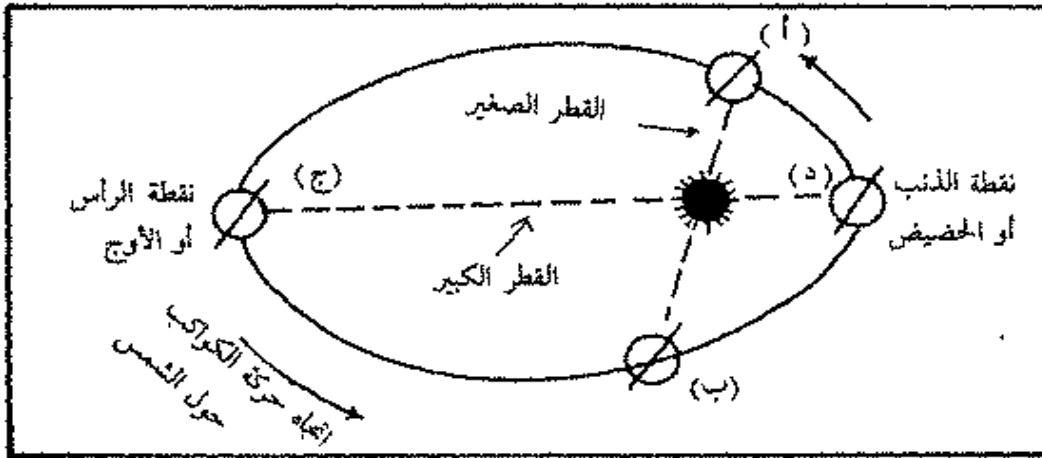 (أ)
القطر الصغير
نقطة الذنب
أو الحضيض
(د)
(ج)
نقطة الرأس
أو الأوج
القطر الكبير
(ب)
اتجاه حركة الكواكب
حول الشمس